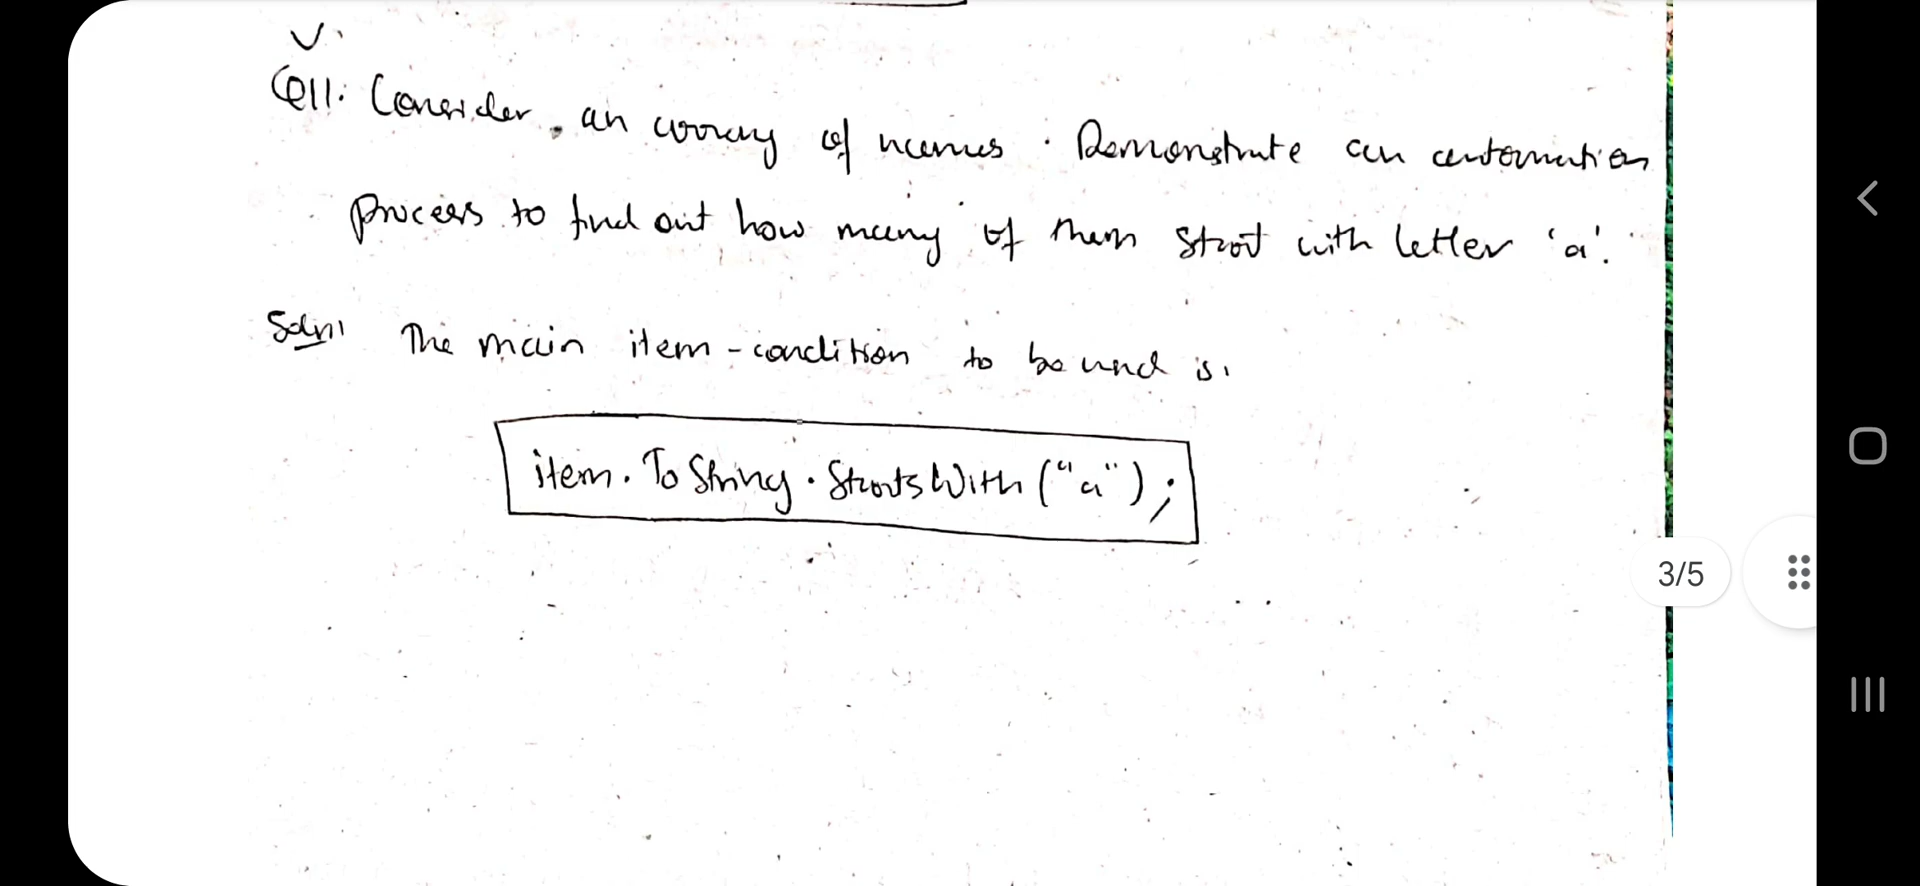 Q11. Consider, an array of names. Demonstrate an automation
process to find out how many of them start with letter 'a'.
Soln: The main item-condition to be used is.
item.ToString.StartsWith("a");
3/5